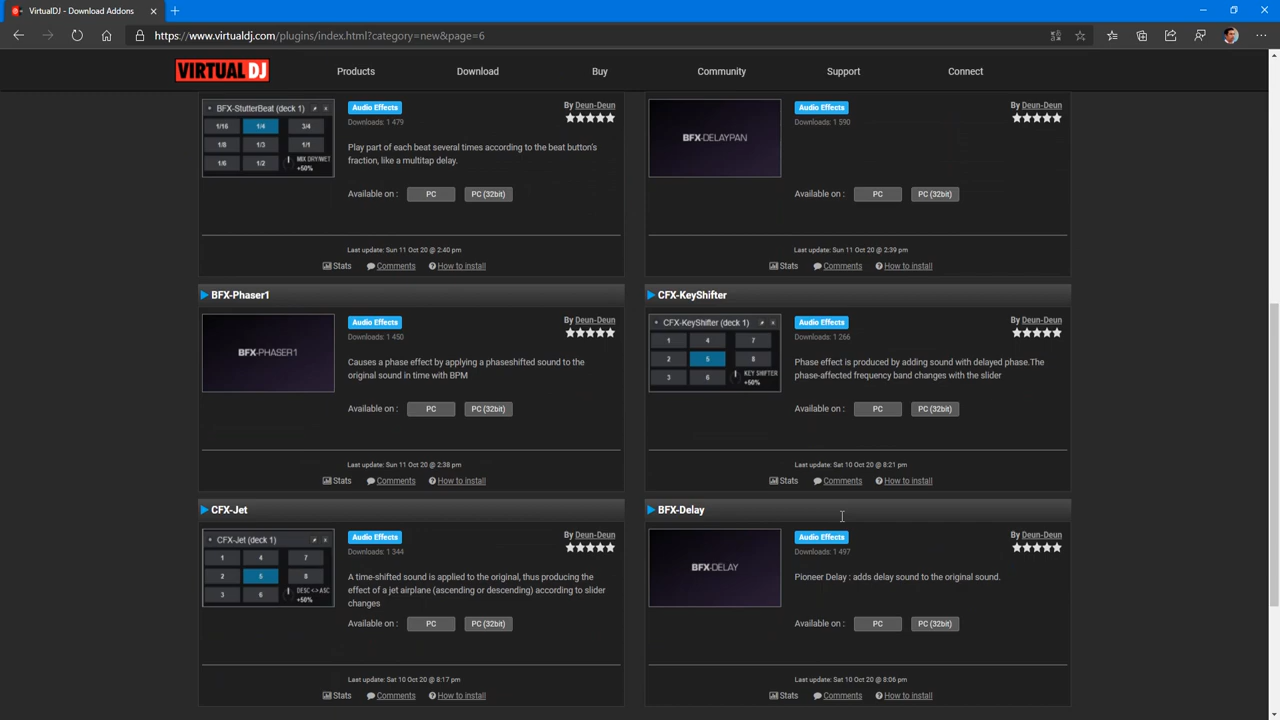 VirtualDJ - Download Addons
https://www.virtualdj.com/plugins/index.html?category=new&page=6
VIRTUAL DJ
Products
Download
Buy
Community
Support
Connect
BFX-StutterBeat (deck 1)
1/16 1/4 3/4
1/8 1/3 1/1
1/6 1/2 MIX DRY/WET
+50%
Audio Effects
By Deun-Deun
Downloads: 1 479
Play part of each beat several times according to the beat button's
fraction, like a multitap delay.
Available on : PC PC (32bit)
Last update: Sun 11 Oct 20 @ 2:40 pm
Stats Comments How to install
BFX-DELAYPAN
Audio Effects
By Deun-Deun
Downloads: 1 590
Available on : PC PC (32bit)
Last update: Sun 11 Oct 20 @ 2:39 pm
Stats Comments How to install
BFX-Phaser1
BFX-PHASER1
Audio Effects
By Deun-Deun
Downloads: 1 450
Causes a phase effect by applying a phaseshifted sound to the
original sound in time with BPM
Available on : PC PC (32bit)
Last update: Sun 11 Oct 20 @ 2:38 pm
Stats Comments How to install
CFX-KeyShifter
CFX-KeyShifter (deck 1)
1 4 7
2 5 8
3 6 KEY SHIFTER
+50%
Audio Effects
By Deun-Deun
Downloads: 1 266
Phase effect is produced by adding sound with delayed phase.The
phase-affected frequency band changes with the slider
Available on : PC PC (32bit)
Last update: Sat 10 Oct 20 @ 8:21 pm
Stats Comments How to install
CFX-Jet
CFX-Jet (deck 1)
1 4 7
2 5 8
3 6 DESC <-> ASC
+50%
Audio Effects
By Deun-Deun
Downloads: 1 344
A time-shifted sound is applied to the original, thus producing the
effect of a jet airplane (ascending or descending) according to slider
changes
Available on : PC PC (32bit)
Last update: Sat 10 Oct 20 @ 8:17 pm
Stats Comments How to install
BFX-Delay
BFX-DELAY
Audio Effects
By Deun-Deun
Downloads: 1 497
Pioneer Delay : adds delay sound to the original sound.
Available on : PC PC (32bit)
Last update: Sat 10 Oct 20 @ 8:06 pm
Stats Comments How to install